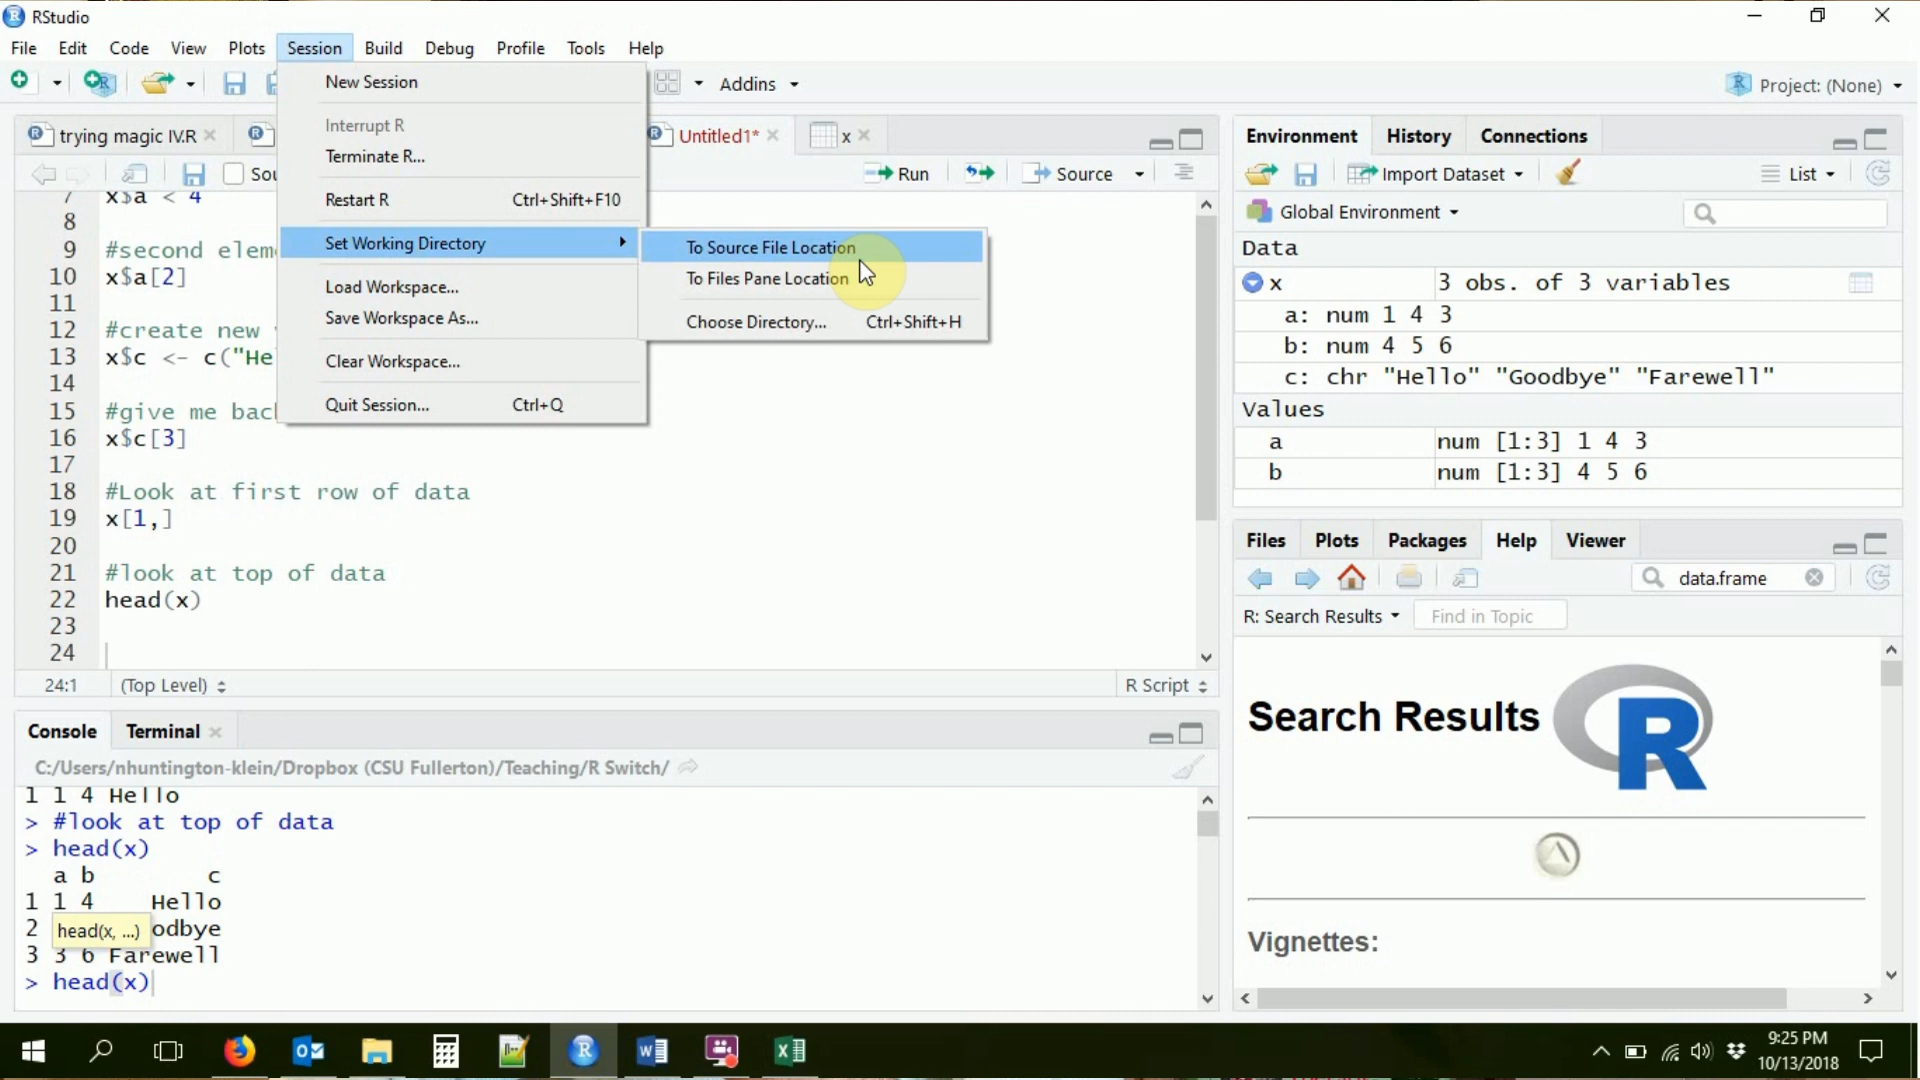 RStudio
File Edit Code View Plots Session Build Debug Profile Tools Help
Addins
Project: (None)
New Session
Interrupt R
Terminate R...
Restart R Ctrl+Shift+F10
Set Working Directory
Load Workspace...
Save Workspace As...
Clear Workspace...
Quit Session... Ctrl+Q
To Source File Location
To Files Pane Location
Choose Directory... Ctrl+Shift+H
trying magic IV.R
Untitled1*
x
Run
Source
7 x$a < 4
8
9 #second elem
10 x$a[2]
11
12 #create new
13 x$c <- c("He
14
15 #give me bac
16 x$c[3]
17
18 #Look at first row of data
19 x[1,]
20
21 #look at top of data
22 head(x)
23
24
24:1 (Top Level) R Script
Console Terminal
C:/Users/nhuntington-klein/Dropbox (CSU Fullerton)/Teaching/R Switch/
1 1 4 Hello
> #look at top of data
> head(x)
a b c
1 1 4 Hello
2 odbye
head(x, ...)
3 3 6 Farewell
> head(x)
Environment History Connections
Import Dataset List
Global Environment
Data
x 3 obs. of 3 variables
a: num 1 4 3
b: num 4 5 6
c: chr "Hello" "Goodbye" "Farewell"
Values
a num [1:3] 1 4 3
b num [1:3] 4 5 6
Files Plots Packages Help Viewer
data.frame
R: Search Results Find in Topic
Search Results R
Vignettes:
9:25 PM
10/13/2018